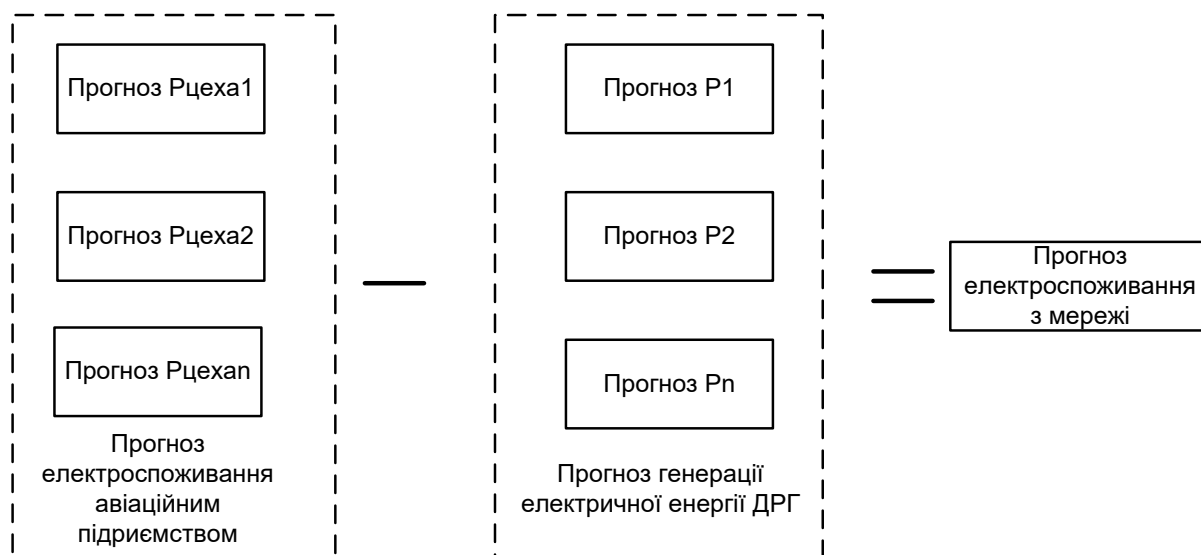 Прогноз Рцеха1
Прогноз Рцеха2
Прогноз Рцехаn
Прогноз
електроспоживання
авіаційним
підриємством
Прогноз Р1
Прогноз Р2
Прогноз Рn
Прогноз генерації
електричної енергії ДРГ
Прогноз
електроспоживання
з мережі